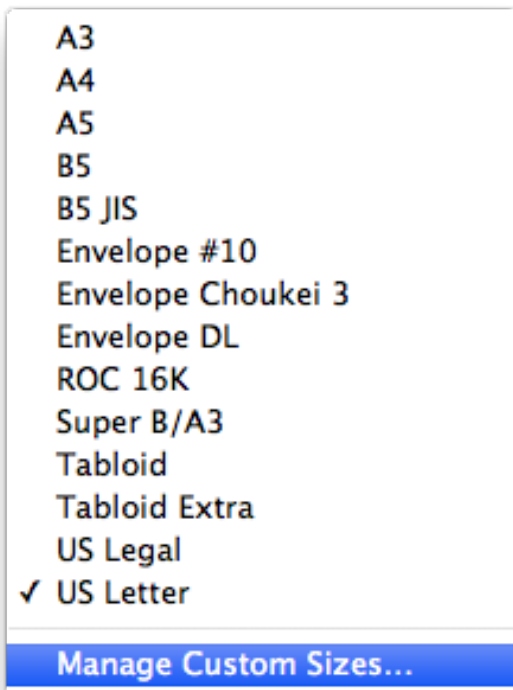 A3
A4
A5
B5
B5 JIS
Envelope #10
Envelope Choukei 3
Envelope DL
ROC 16K
Super B/A3
Tabloid
Tabloid Extra
US Legal
✓ US Letter
Manage Custom Sizes...